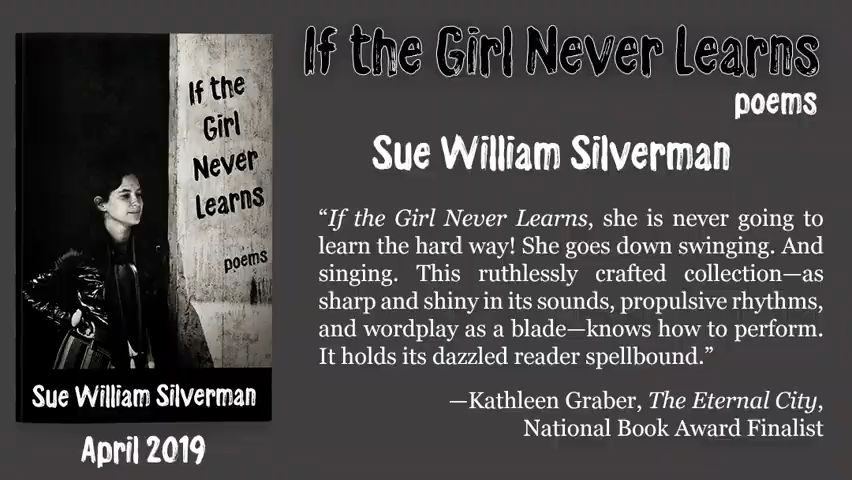 If the
Girl
Never
Learns
poems
Sue William Silverman
April 2019
If the Girl Never Learns
poems
Sue William Silverman
“If the Girl Never Learns, she is never going to
learn the hard way! She goes down swinging. And
singing. This ruthlessly crafted collection—as
sharp and shiny in its sounds, propulsive rhythms,
and wordplay as a blade—knows how to perform.
It holds its dazzled reader spellbound.”
—Kathleen Graber, The Eternal City,
National Book Award Finalist